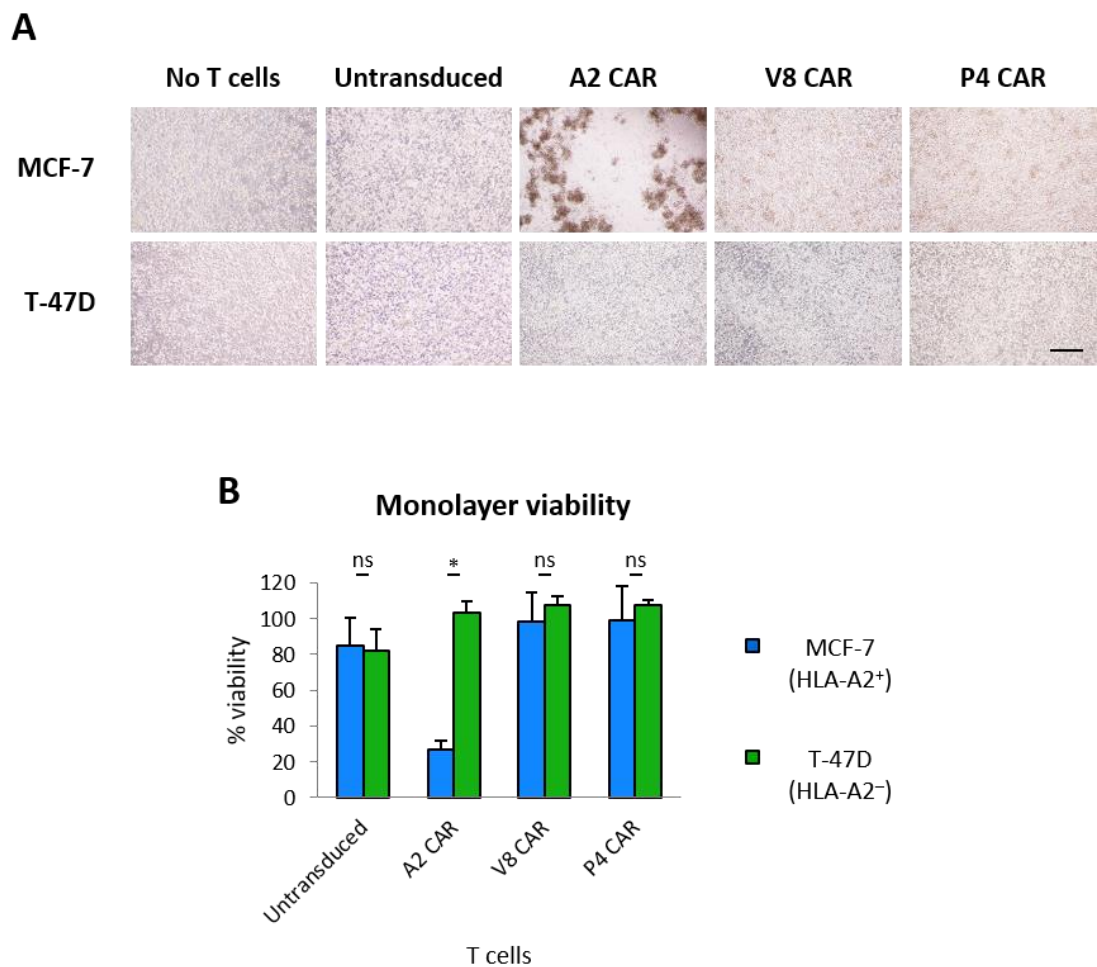 A
No T cells
Untransduced
A2 CAR
V8 CAR
P4 CAR
MCF-7
T-47D
B
Monolayer viability
ns
*
ns
ns
120
100
80
60
40
20
0
% viability
Untransduced
A2 CAR
V8 CAR
P4 CAR
T cells
MCF-7
(HLA-A2⁺)
T-47D
(HLA-A2⁻)